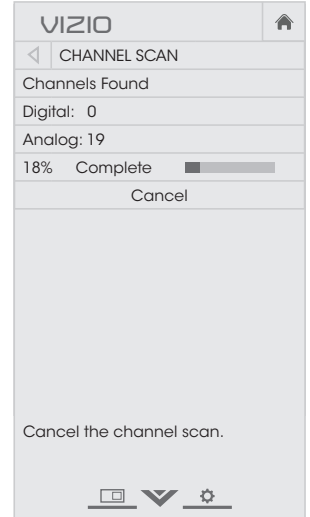 VIZIO
CHANNEL SCAN
Channels Found
Digital: 0
Analog: 19
18% Complete
Cancel
Cancel the channel scan.